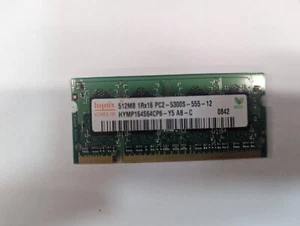 hynix
512MB 1Rx16 PC2-5300S-555-12
HYMP164S64CP6-Y5 AB-C 0842